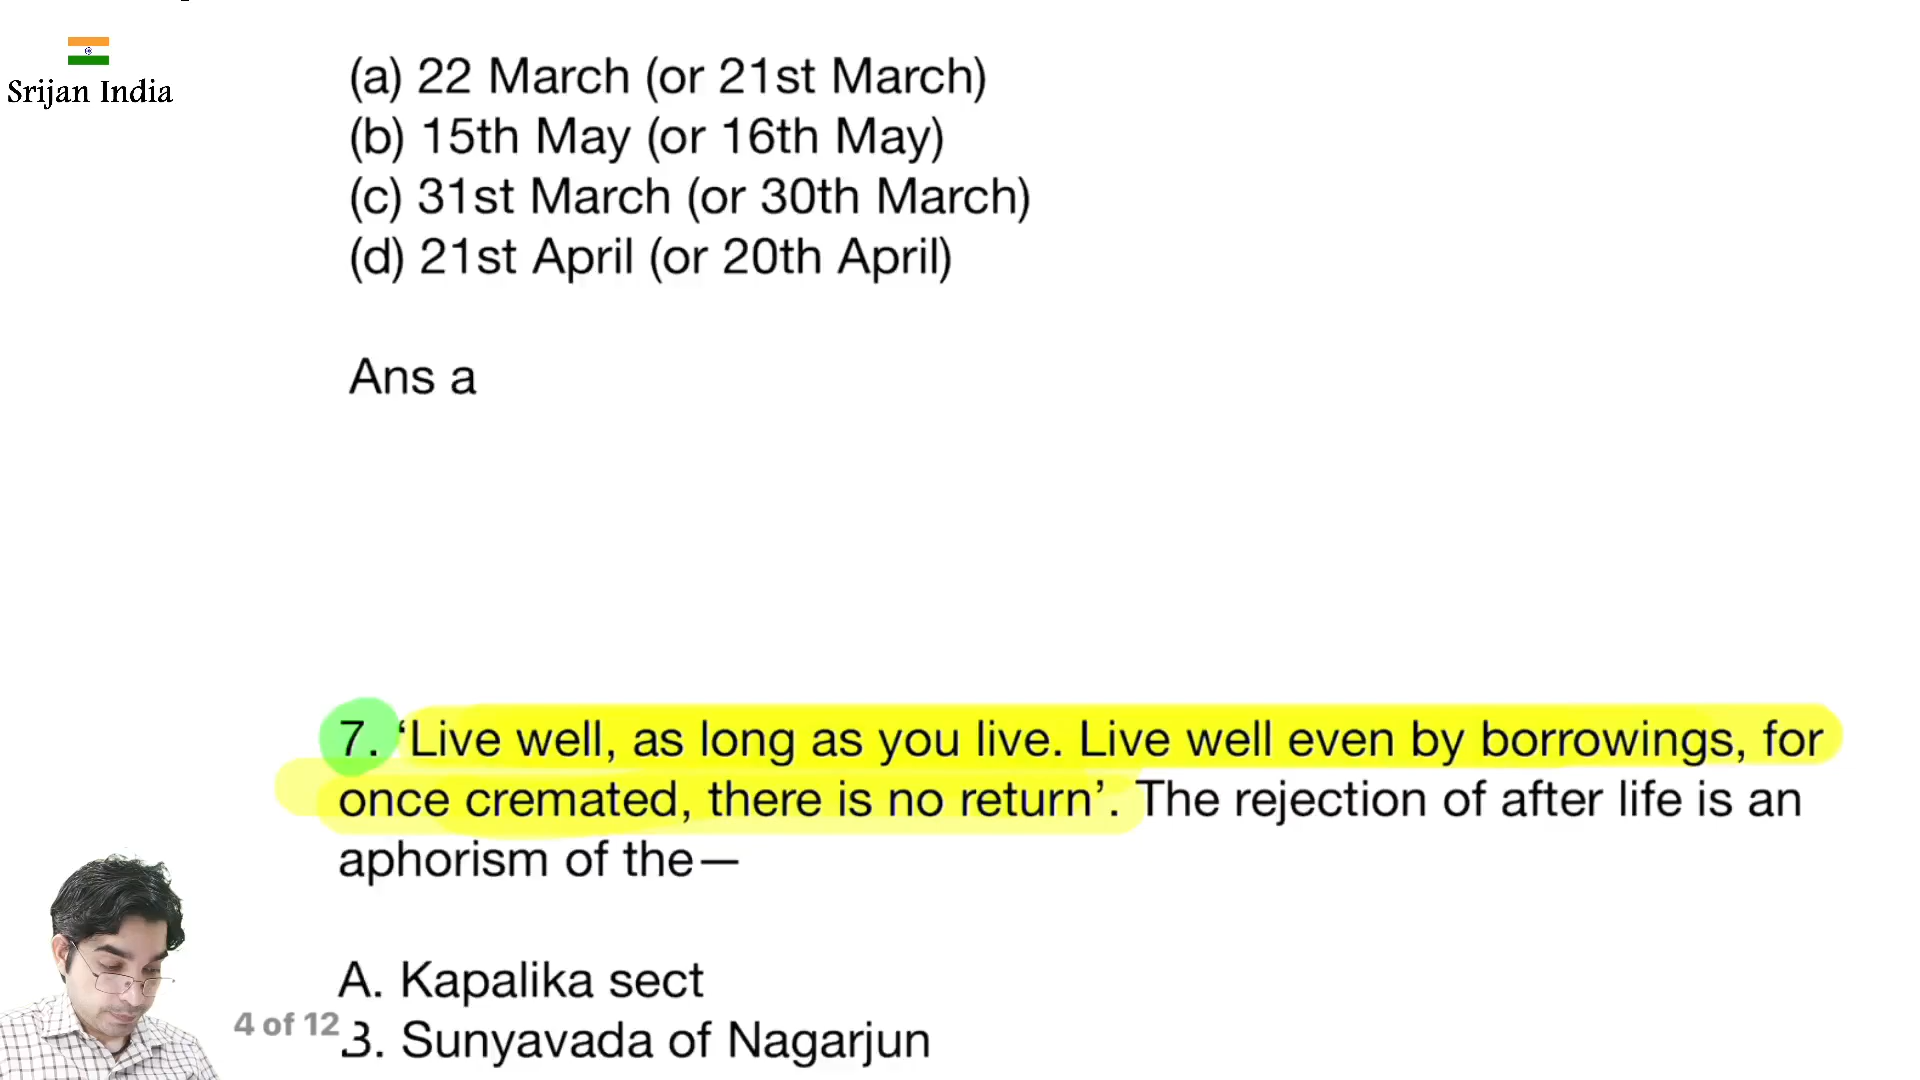 Srijan India
(a) 22 March (or 21st March)
(b) 15th May (or 16th May)
(c) 31st March (or 30th March)
(d) 21st April (or 20th April)
Ans a
7. ‘Live well, as long as you live. Live well even by borrowings, for
once cremated, there is no return’. The rejection of after life is an
aphorism of the—
A. Kapalika sect
4 of 12
B. Sunyavada of Nagarjun